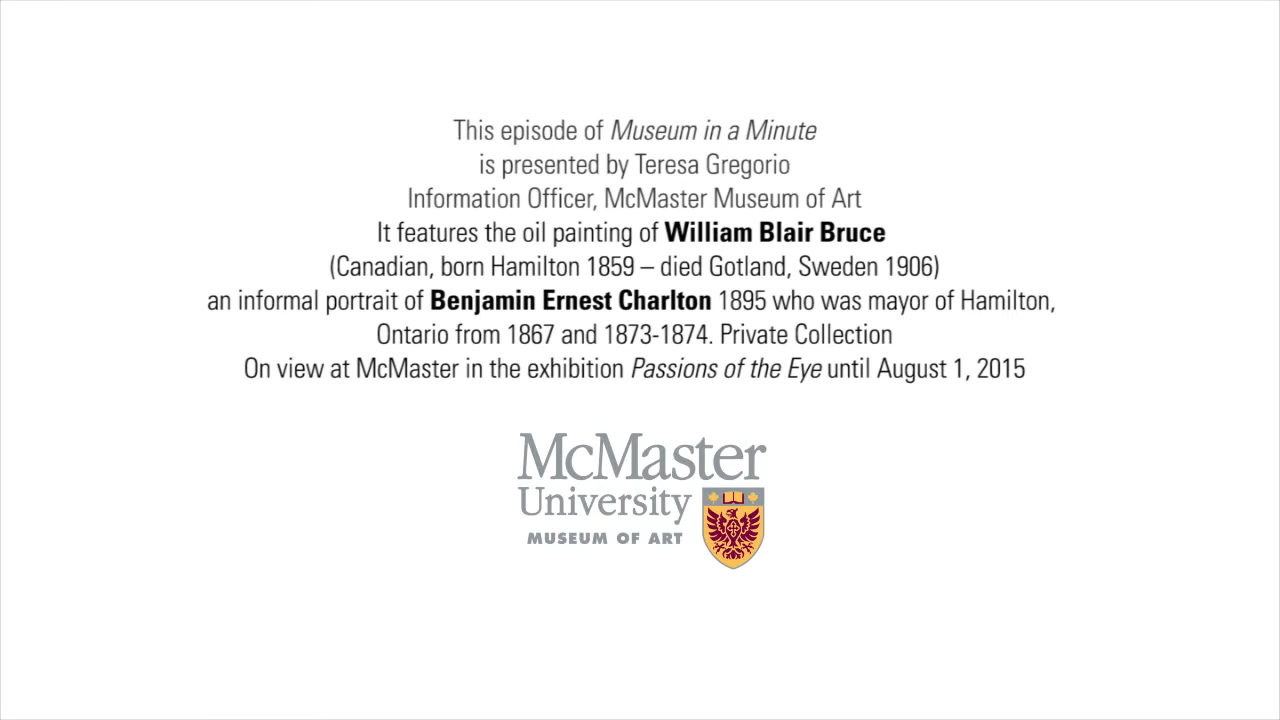 This episode of Museum in a Minute
is presented by Teresa Gregorio
Information Officer, McMaster Museum of Art
It features the oil painting of William Blair Bruce
(Canadian, born Hamilton 1859 – died Gotland, Sweden 1906)
an informal portrait of Benjamin Ernest Charlton 1895 who was mayor of Hamilton,
Ontario from 1867 and 1873-1874. Private Collection
On view at McMaster in the exhibition Passions of the Eye until August 1, 2015
McMaster
University
MUSEUM OF ART